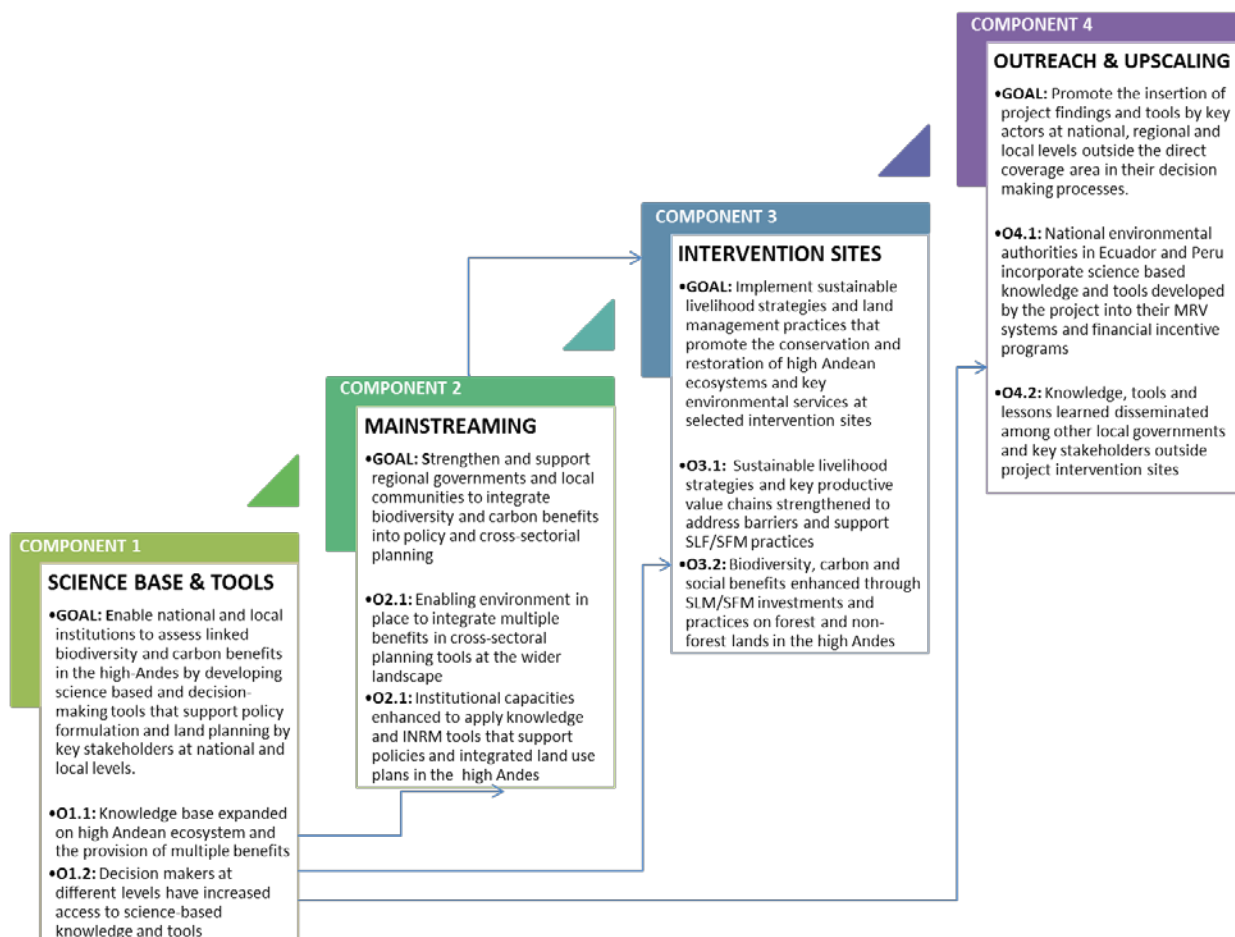 COMPONENT 1
SCIENCE BASE & TOOLS
•GOAL: Enable national and local
institutions to assess linked
biodiversity and carbon benefits
in the high-Andes by developing
science based and decision-
making tools that support policy
formulation and land planning by
key stakeholders at national and
local levels.
•O1.1: Knowledge base expanded
on high Andean ecosystem and
the provision of multiple benefits
•O1.2: Decision makers at
different levels have increased
access to science-based
knowledge and tools
COMPONENT 2
MAINSTREAMING
•GOAL: Strengthen and support
regional governments and local
communities to integrate
biodiversity and carbon benefits
into policy and cross-sectorial
planning
•O2.1: Enabling environment in
place to integrate multiple
benefits in cross-sectoral
planning tools at the wider
landscape
•O2.1: Institutional capacities
enhanced to apply knowledge
and INRM tools that support
policies and integrated land use
plans in the high Andes
COMPONENT 3
INTERVENTION SITES
•GOAL: Implement sustainable
livelihood strategies and land
management practices that
promote the conservation and
restoration of high Andean
ecosystems and key
environmental services at
selected intervention sites
•O3.1: Sustainable livelihood
strategies and key productive
value chains strengthened to
address barriers and support
SLF/SFM practices
•O3.2: Biodiversity, carbon and
social benefits enhanced through
SLM/SFM investments and
practices on forest and non-
forest lands in the high Andes
COMPONENT 4
OUTREACH & UPSCALING
•GOAL: Promote the insertion of
project findings and tools by key
actors at national, regional and
local levels outside the direct
coverage area in their decision
making processes.
•O4.1: National environmental
authorities in Ecuador and Peru
incorporate science based
knowledge and tools developed
by the project into their MRV
systems and financial incentive
programs
•O4.2: Knowledge, tools and
lessons learned disseminated
among other local governments
and key stakeholders outside
project intervention sites